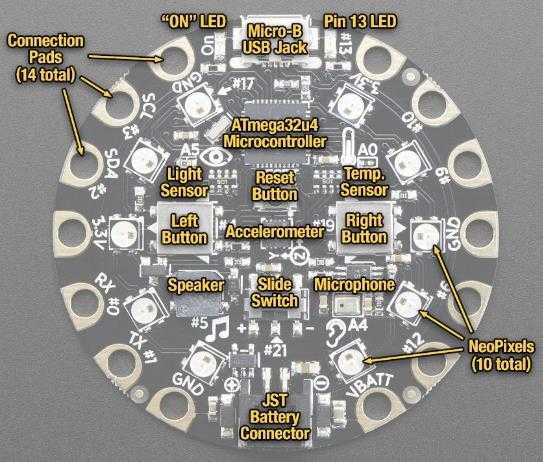 "ON" LED
Micro-B
USB Jack
Pin 13 LED
Connection
Pads
(14 total)
ON
#13
GND
#17
3.3V
SCL
#3
#10
ATmega32u4
Microcontroller
A5
A0
SDA
#2
#9
Light
Sensor
Reset
Button
Temp.
Sensor
3.3V
Left
Button
Accelerometer
#19
Right
Button
GND
Y
Z
RX
#0
Speaker
Slide
Switch
Microphone
#6
#5
+
-
A4
#12
TX
#1
#21
NeoPixels
(10 total)
GND
VBATT
JST
Battery
Connector